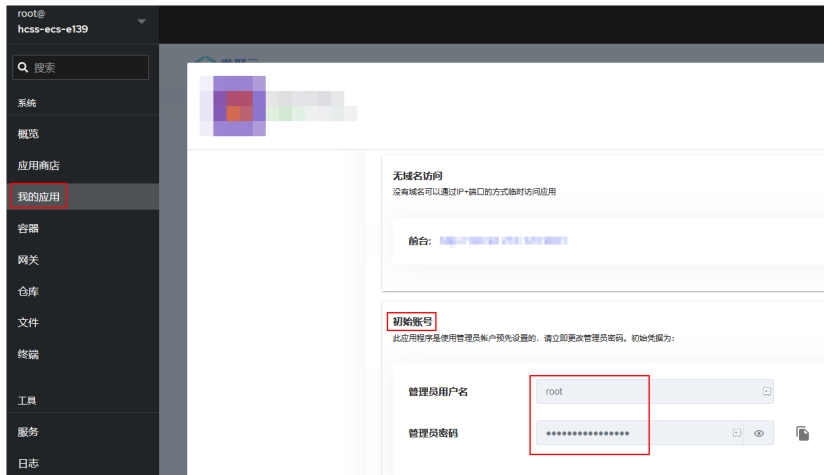 root@
hcss-ecs-e139
搜索
系统
概览
应用商店
我的应用
容器
网关
仓库
文件
终端
工具
服务
日志
无域名访问
没有域名可以通过IP+端口的方式临时访问应用
前台:
初始账号
此应用程序是使用管理员帐户预先设置的，请立即更改管理员密码。初始凭据为:
管理员用户名
root
管理员密码
••••••••••••••••